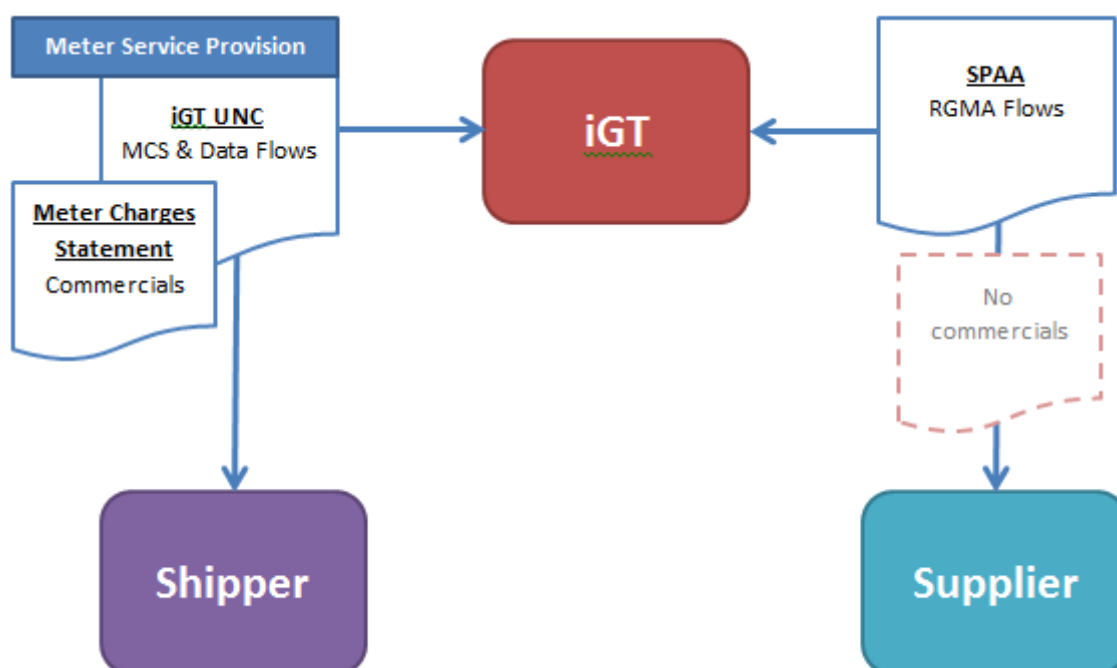 Meter Service Provision
iGT UNC
MCS & Data Flows
Meter Charges
Statement
Commercials
iGT
SPAA
RGMA Flows
No
commercials
Shipper
Supplier